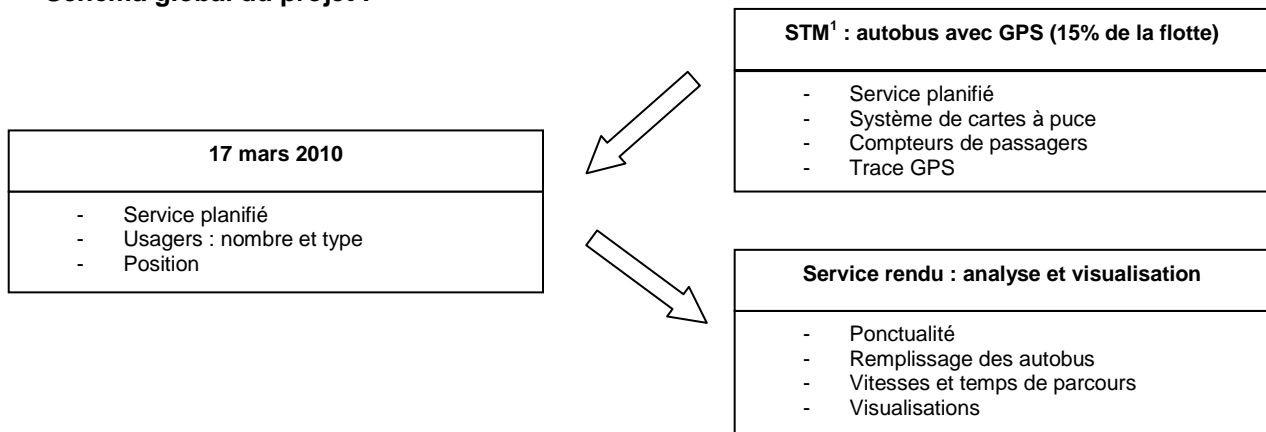 Schéma global du projet :
STM¹ : autobus avec GPS (15% de la flotte)
- Service planifié
- Système de cartes à puce
- Compteurs de passagers
- Trace GPS
17 mars 2010
- Service planifié
- Usagers : nombre et type
- Position
Service rendu : analyse et visualisation
- Ponctualité
- Remplissage des autobus
- Vitesses et temps de parcours
- Visualisations